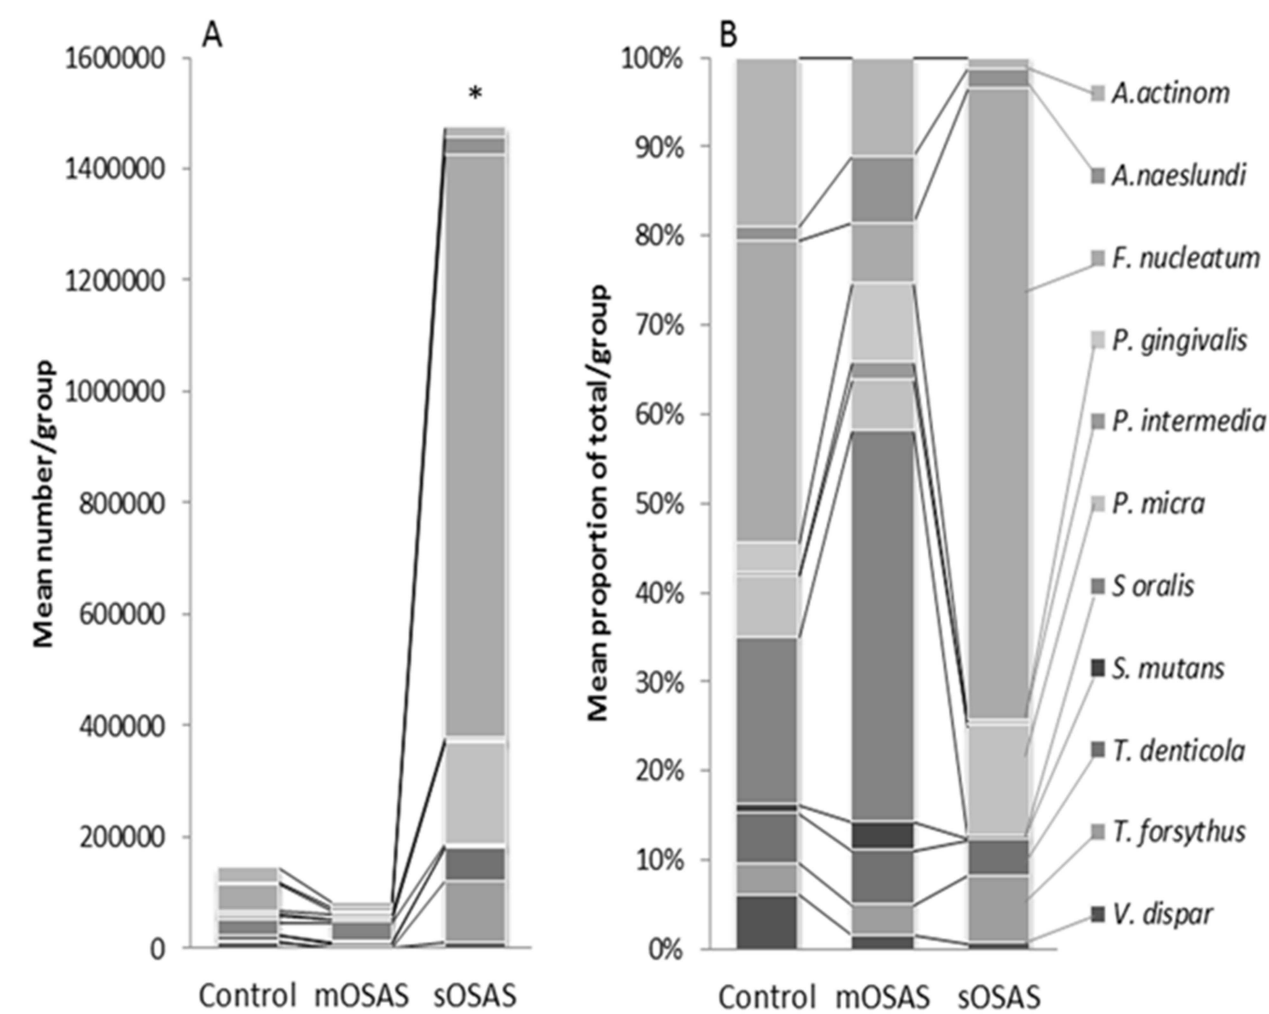 A
B
Mean number/group
1600000
1400000
1200000
1000000
800000
600000
400000
200000
0
*
Control mOSAS sOSAS
Mean proportion of total/group
100%
90%
80%
70%
60%
50%
40%
30%
20%
10%
0%
Control mOSAS sOSAS
A.actinom
A.naeslundi
F. nucleatum
P. gingivalis
P. intermedia
P. micra
S oralis
S. mutans
T. denticola
T. forsythus
V. dispar